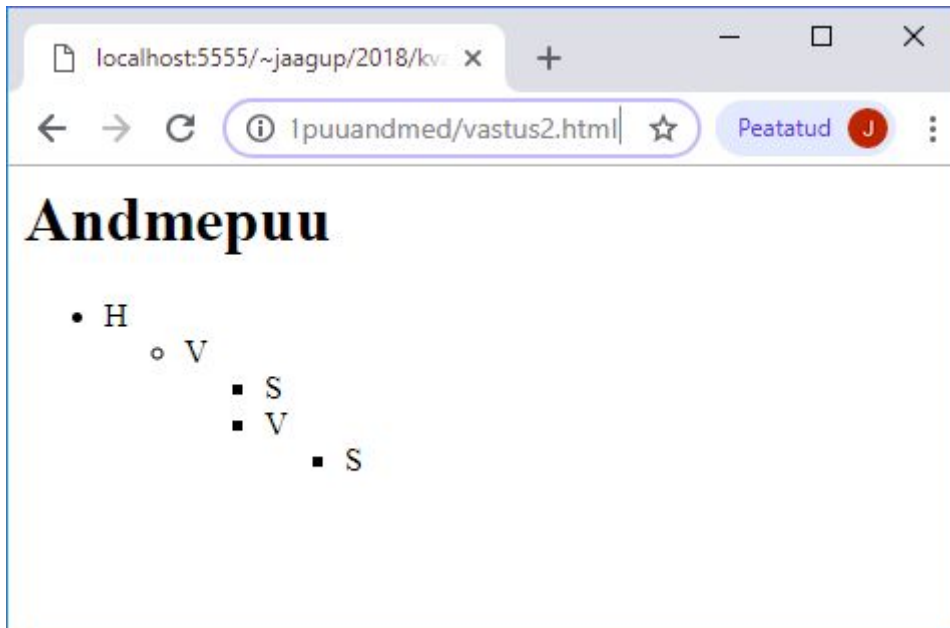 localhost:5555/~jaagup/2018/kv
1puuandmed/vastus2.html
Peatatud J
Andmepuu
H
V
S
V
S